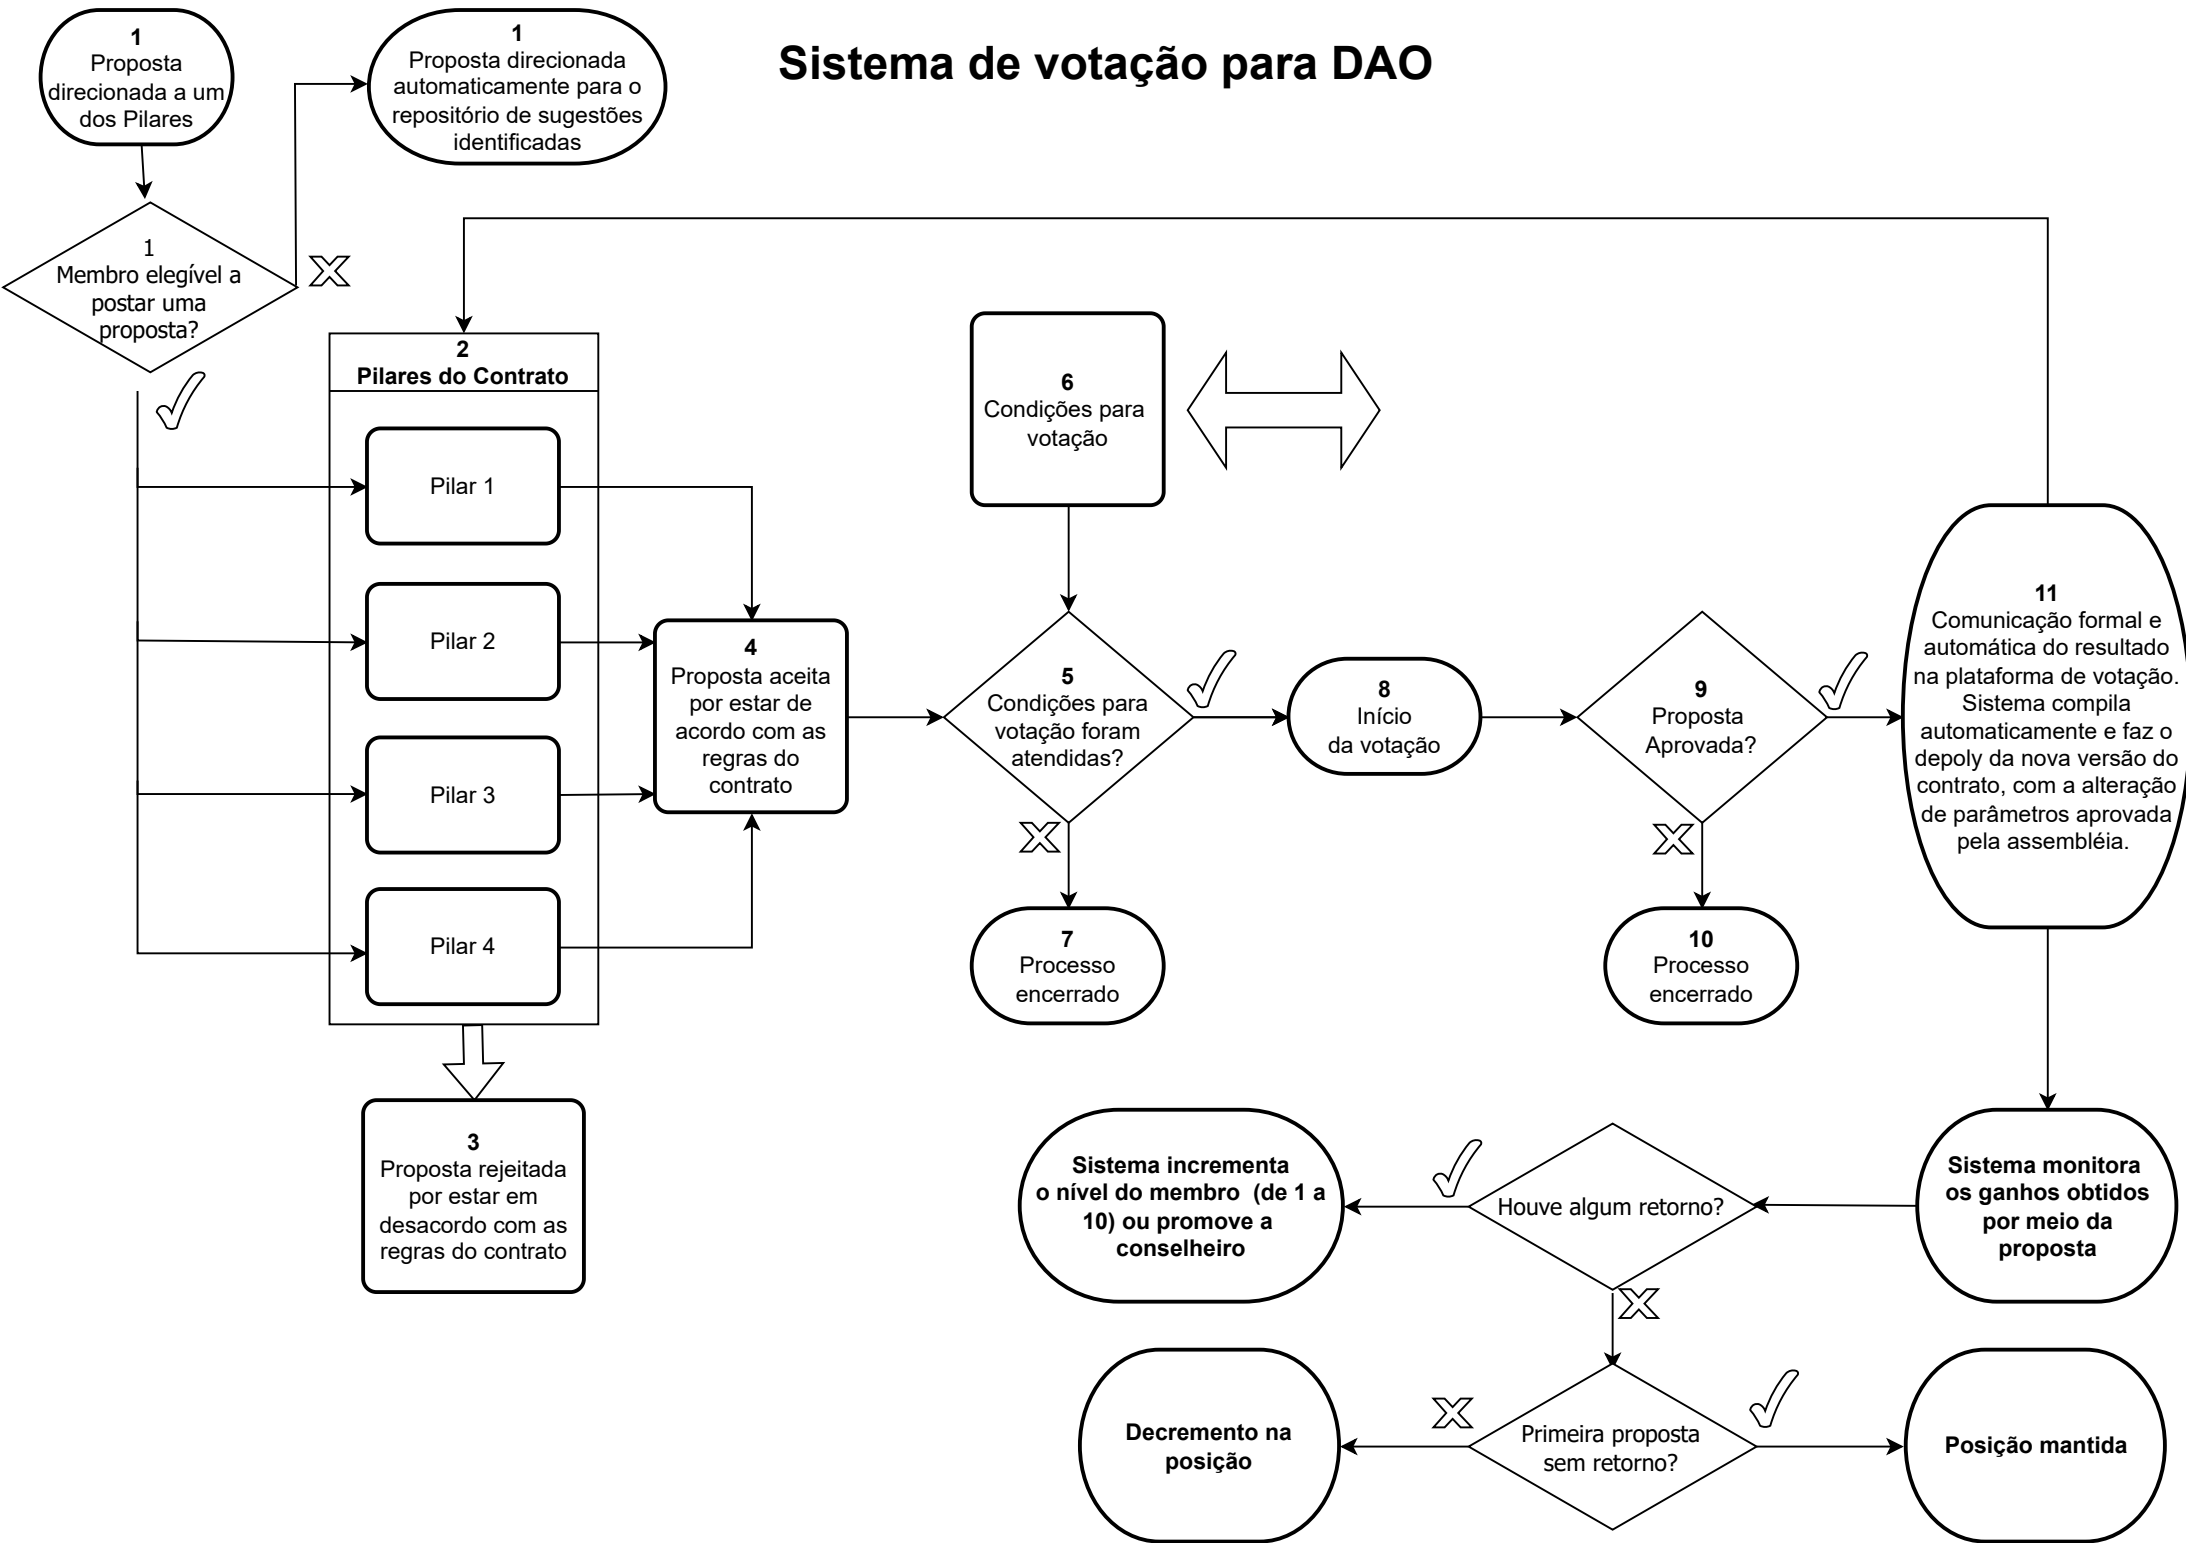 Sistema de votação para DAO
1
Proposta
direcionada a um
dos Pilares
1
Proposta direcionada
automaticamente para o
repositório de sugestões
identificadas
1
Membro elegível a
postar uma
proposta?
2
Pilares do Contrato
Pilar 1
Pilar 2
Pilar 3
Pilar 4
3
Proposta rejeitada
por estar em
desacordo com as
regras do contrato
4
Proposta aceita
por estar de
acordo com as
regras do
contrato
6
Condições para
votação
5
Condições para
votação foram
atendidas?
7
Processo
encerrado
8
Início
da votação
9
Proposta
Aprovada?
10
Processo
encerrado
11
Comunicação formal e
automática do resultado
na plataforma de votação.
Sistema compila
automaticamente e faz o
depoly da nova versão do
contrato, com a alteração
de parâmetros aprovada
pela assembléia.
Sistema monitora
os ganhos obtidos
por meio da
proposta
Houve algum retorno?
Sistema incrementa
o nível do membro (de 1 a
10) ou promove a
conselheiro
Primeira proposta
sem retorno?
Decremento na
posição
Posição mantida